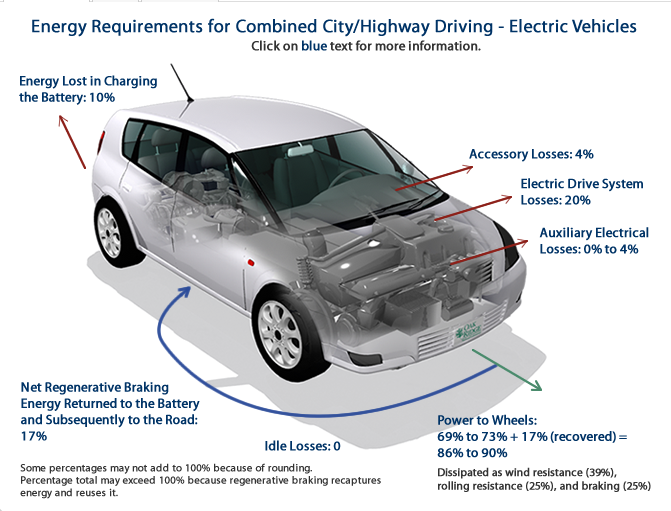 Energy Requirements for Combined City/Highway Driving - Electric Vehicles
Click on blue text for more information.
Energy Lost in Charging
the Battery: 10%
Accessory Losses: 4%
Electric Drive System
Losses: 20%
Auxiliary Electrical
Losses: 0% to 4%
OAK
RIDGE
Net Regenerative Braking
Energy Returned to the Battery
and Subsequently to the Road:
17%
Idle Losses: 0
Power to Wheels:
69% to 73% + 17% (recovered) =
86% to 90%
Dissipated as wind resistance (39%),
rolling resistance (25%), and braking (25%)
Some percentages may not add to 100% because of rounding.
Percentage total may exceed 100% because regenerative braking recaptures
energy and reuses it.